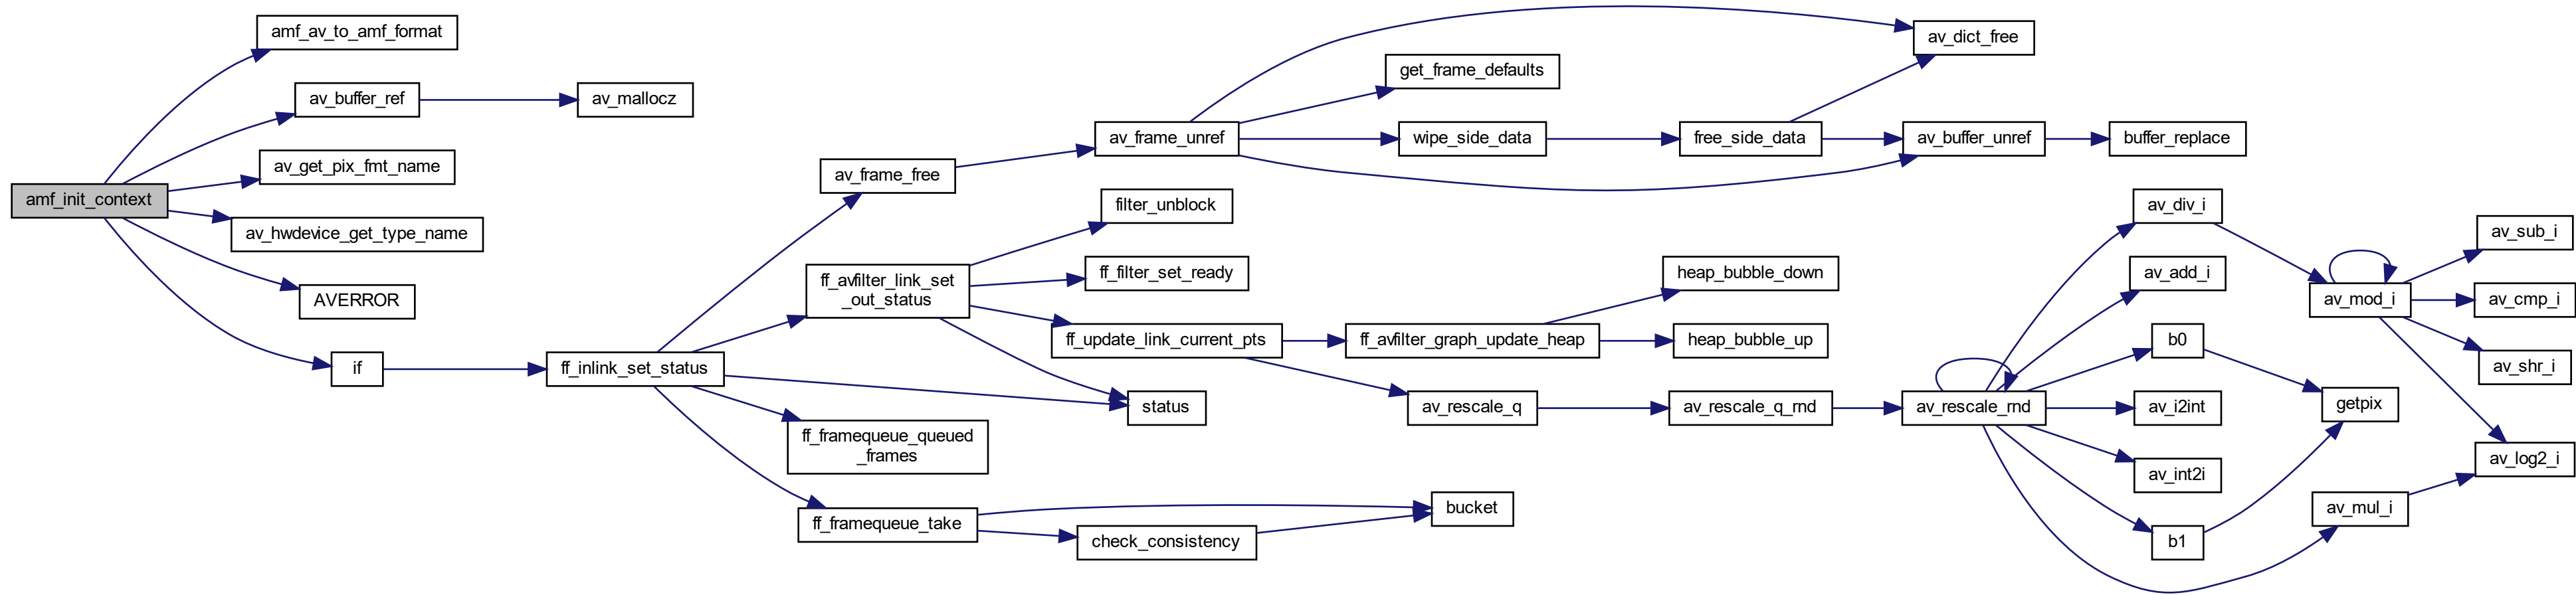 amf_init_context
amf_av_to_amf_format
av_buffer_ref
av_mallocz
av_get_pix_fmt_name
av_hwdevice_get_type_name
AVERROR
if
ff_inlink_set_status
av_frame_free
av_frame_unref
av_dict_free
get_frame_defaults
wipe_side_data
free_side_data
av_buffer_unref
buffer_replace
ff_avfilter_link_set
_out_status
filter_unblock
ff_filter_set_ready
ff_update_link_current_pts
ff_avfilter_graph_update_heap
heap_bubble_down
heap_bubble_up
status
av_rescale_q
av_rescale_q_rnd
av_rescale_rnd
av_div_i
av_add_i
b0
av_i2int
av_int2i
b1
av_mod_i
getpix
av_mul_i
av_sub_i
av_cmp_i
av_shr_i
av_log2_i
ff_framequeue_queued
_frames
ff_framequeue_take
bucket
check_consistency